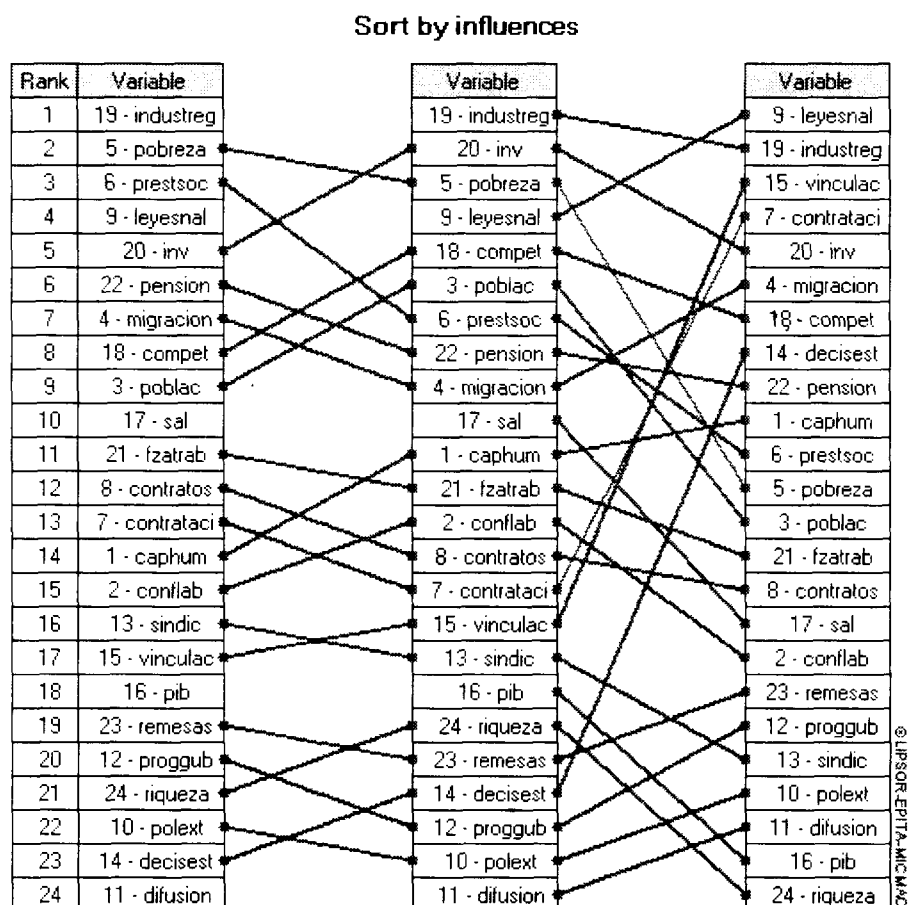 Sort by influences
Rank Variable Variable Variable
1 19 - industreg 19 - industreg 9 - leyesnal
2 5 - pobreza 20 - inv 19 - industreg
3 6 - prestsoc 5 - pobreza 15 - vinculac
4 9 - leyesnal 9 - leyesnal 7 - contrataci
5 20 - inv 18 - compet 20 - inv
6 22 - pension 3 - poblac 4 - migracion
7 4 - migracion 6 - prestsoc 18 - compet
8 18 - compet 22 - pension 14 - decisest
9 3 - poblac 4 - migracion 22 - pension
10 17 - sal 17 - sal 1 - caphum
11 21 - fzatrab 1 - caphum 6 - prestsoc
12 8 - contratos 21 - fzatrab 5 - pobreza
13 7 - contrataci 2 - conflab 3 - poblac
14 1 - caphum 8 - contratos 21 - fzatrab
15 2 - conflab 7 - contrataci 8 - contratos
16 13 - sindic 15 - vinculac 17 - sal
17 15 - vinculac 13 - sindic 2 - conflab
18 16 - pib 16 - pib 23 - remesas
19 23 - remesas 24 - riqueza 12 - proggub
20 12 - proggub 23 - remesas 13 - sindic
21 24 - riqueza 14 - decisest 10 - polext
22 10 - polext 12 - proggub 11 - difusion
23 14 - decisest 10 - polext 16 - pib
24 11 - difusion 11 - difusion 24 - riqueza
© LIPSOR-EPITA-MICMAC